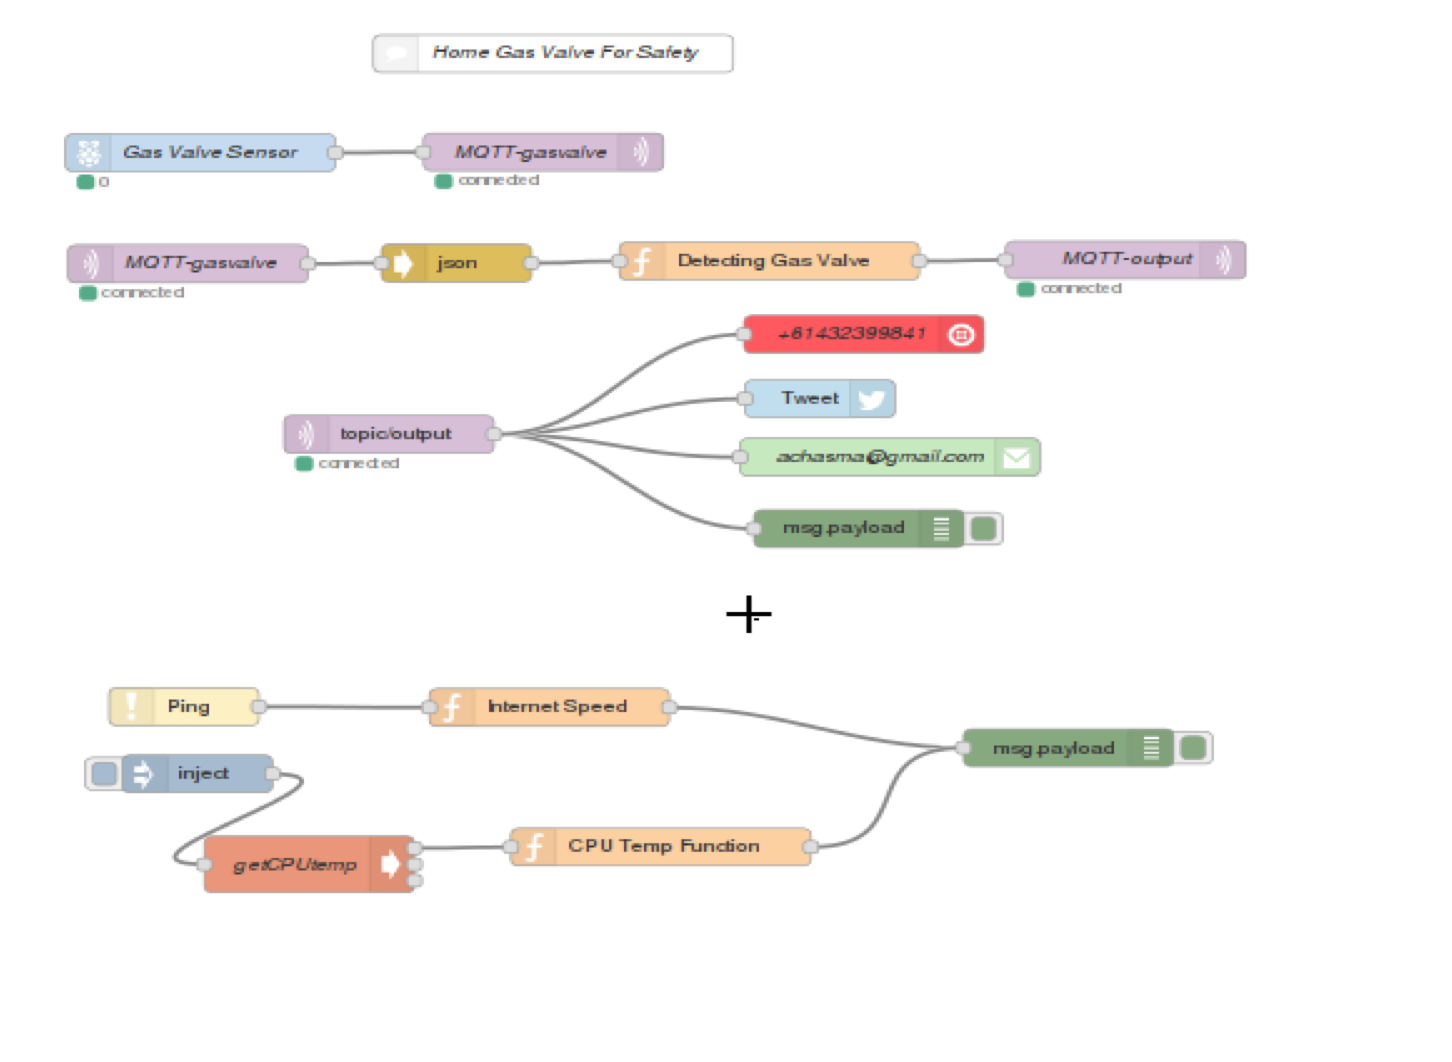 Home Gas Valve For Safety
Gas Valve Sensor
MQTT-gasvalve
0
connected
MQTT-gasvalve
json
Detecting Gas Valve
MQTT-output
connected
connected
+61432399841
Tweet
topic/output
connected
achasma@gmail.com
msg.payload
Ping
Internet Speed
msg.payload
inject
getCPUtemp
CPU Temp Function